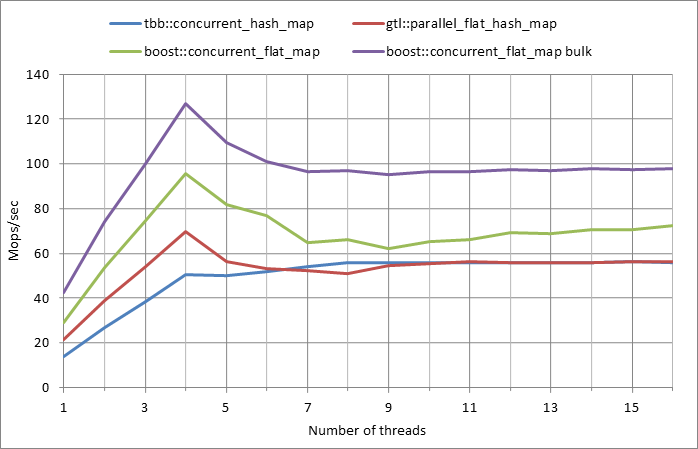 tbb::concurrent_hash_map gtl::parallel_flat_hash_map
boost::concurrent_flat_map boost::concurrent_flat_map bulk
140
120
100
80
60
40
20
0
Mops/sec
1 3 5 7 9 11 13 15
Number of threads